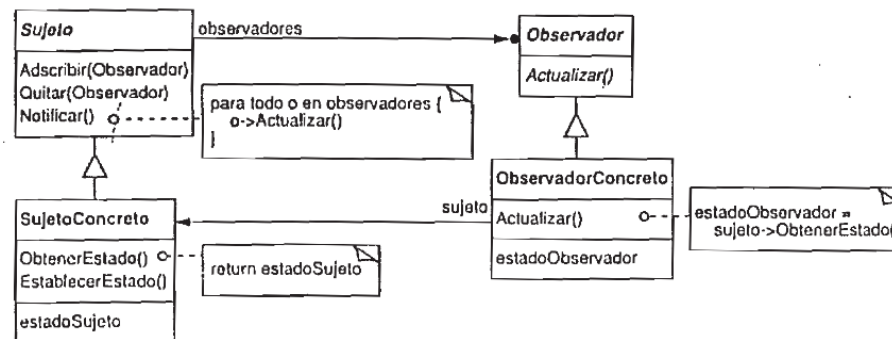 Sujeto
observadores
Observador
Adscribir(Observador)
Quitar(Observador)
Notificar()
Actualizar()
para todo o en observadores {
o->Actualizar()
}
SujetoConcreto
sujeto
ObservadorConcreto
ObtenerEstado()
EstablecerEstado()
return estadoSujeto
Actualizar()
estadoObservador =
sujeto->ObtenerEstado(
estadoObservador
estadoSujeto